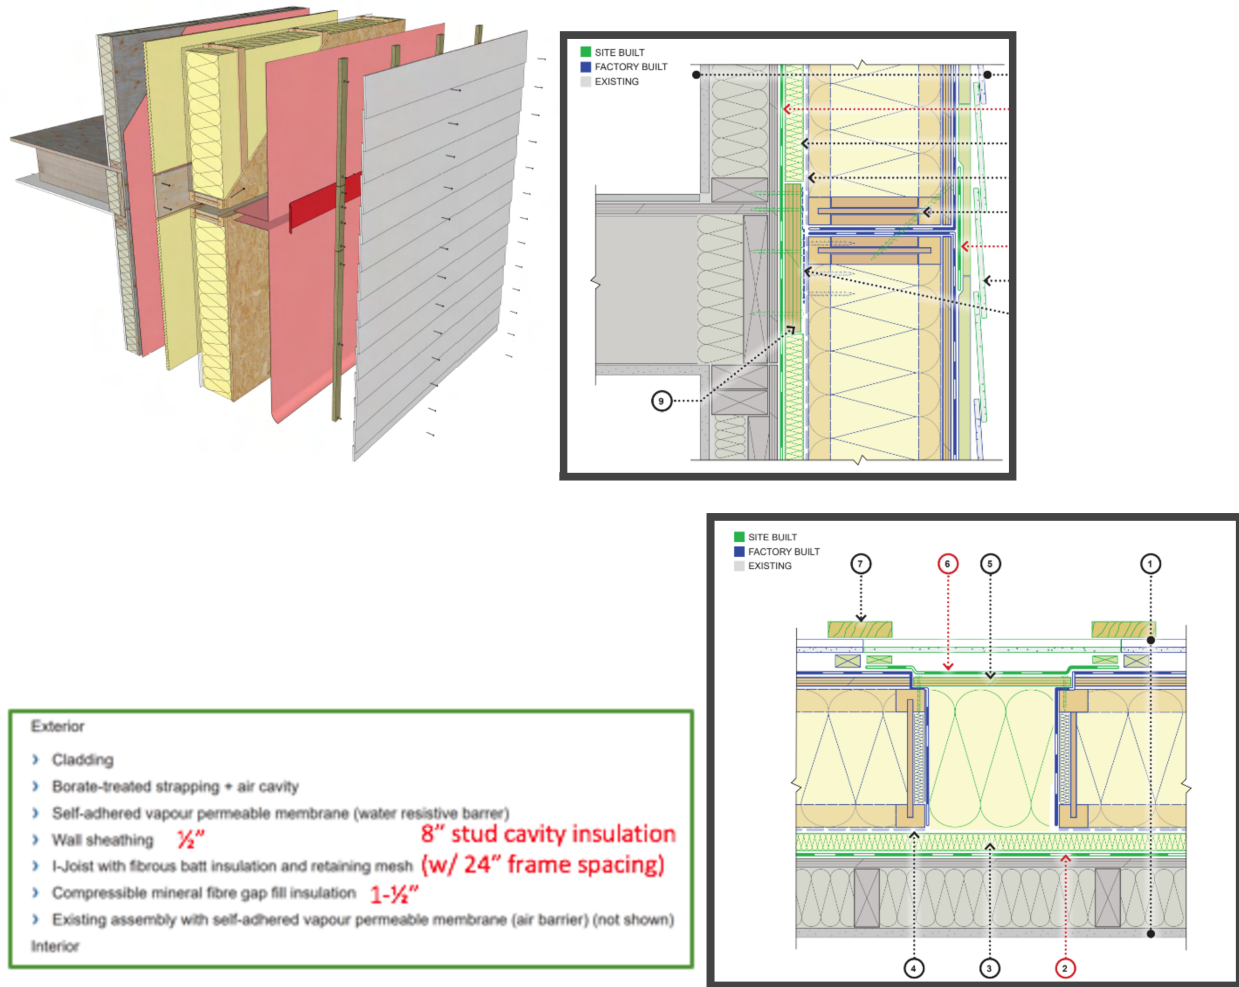 SITE BUILT
FACTORY BUILT
EXISTING
9
SITE BUILT
FACTORY BUILT
EXISTING
7
6
5
1
4
3
2
Exterior
Cladding
Borate-treated strapping + air cavity
Self-adhered vapour permeable membrane (water resistive barrer)
Wall sheathing ½”
8” stud cavity insulation
I-Joist with fibrous batt insulation and retaining mesh (w/ 24” frame spacing)
Compressible mineral fibre gap fill insulation 1-½”
Existing assembly with self-adhered vapour permeable membrane (air barrier) (not shown)
Interior